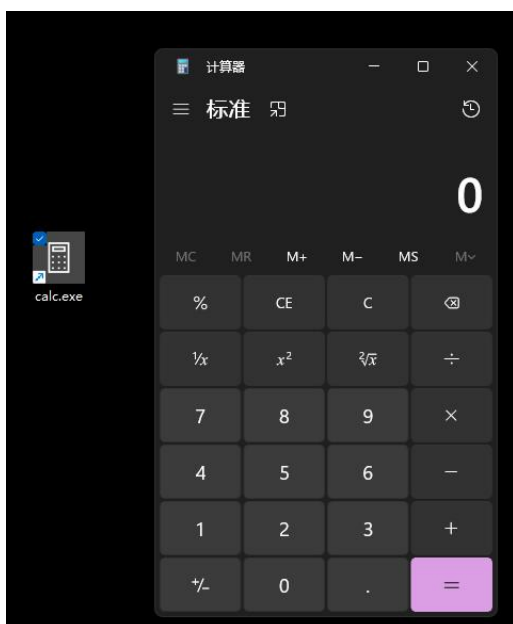 计算器
标准
0
calc.exe
MC MR M+ M− MS M
% CE C
¹/x x² ²√x ÷
7 8 9 ×
4 5 6 −
1 2 3 +
+/− 0 . =